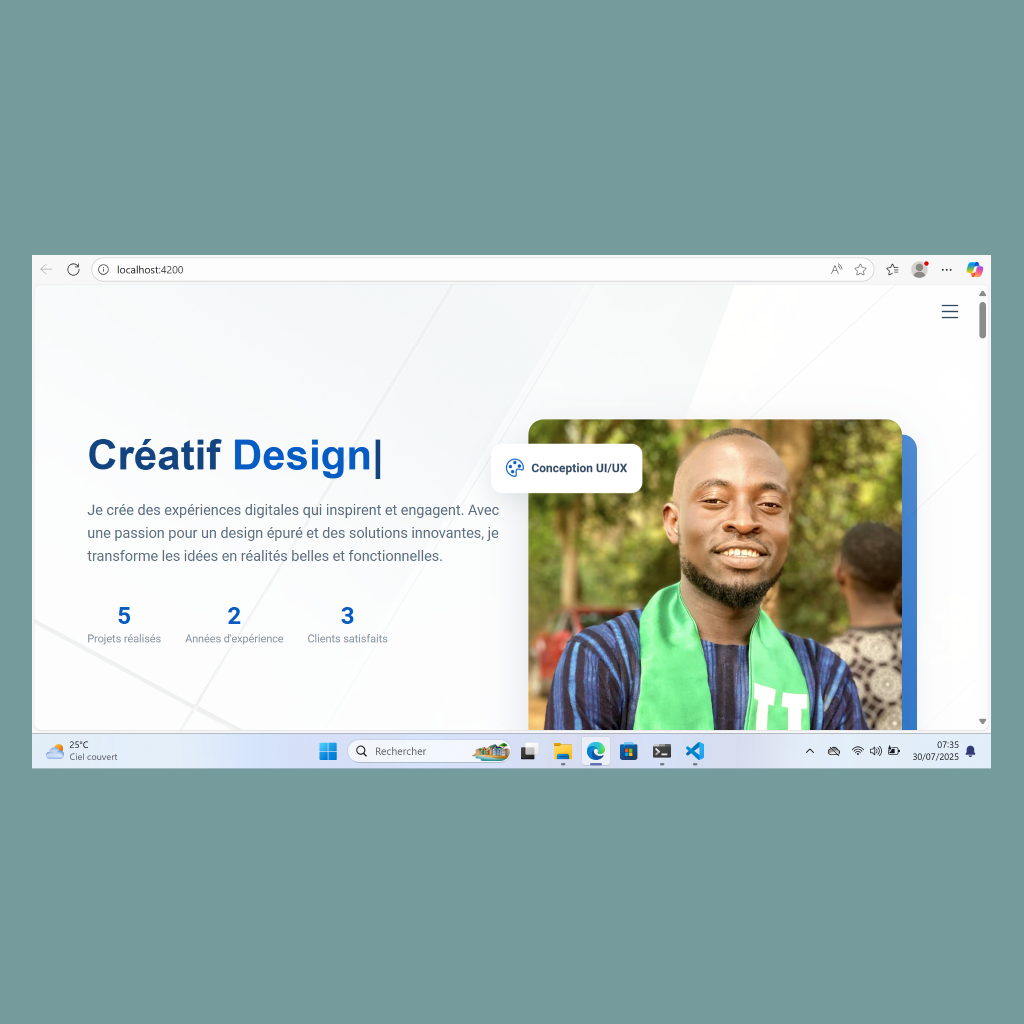 localhost:4200
Créatif Design|
Conception UI/UX
Je crée des expériences digitales qui inspirent et engagent. Avec
une passion pour un design épuré et des solutions innovantes, je
transforme les idées en réalités belles et fonctionnelles.
5
Projets réalisés
2
Années d'expérience
3
Clients satisfaits
25°C
Ciel couvert
Rechercher
07:35
30/07/2025